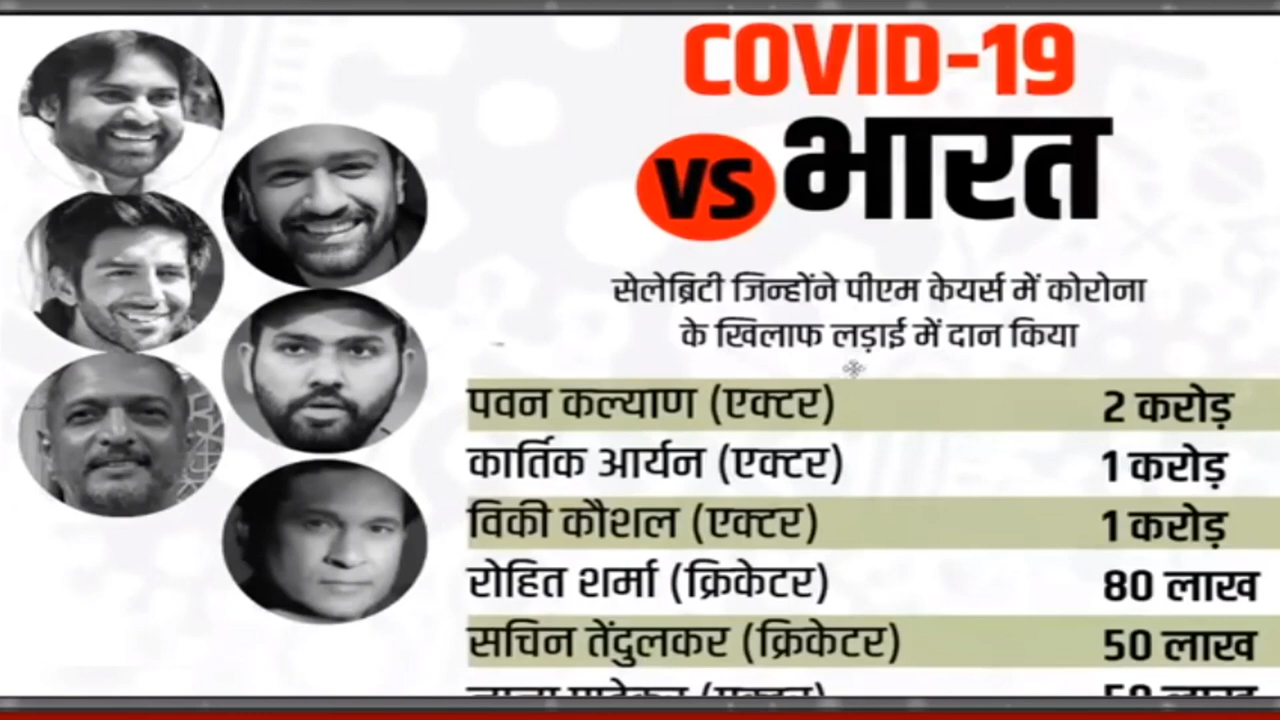 COVID-19
VS भारत
सेलेब्रिटी जिन्होंने पीएम केयर्स में कोरोना
के खिलाफ लड़ाई में दान किया
पवन कल्याण (एक्टर) 2 करोड़
कार्तिक आर्यन (एक्टर) 1 करोड़
विकी कौशल (एक्टर) 1 करोड़
रोहित शर्मा (क्रिकेटर) 80 लाख
सचिन तेंदुलकर (क्रिकेटर) 50 लाख